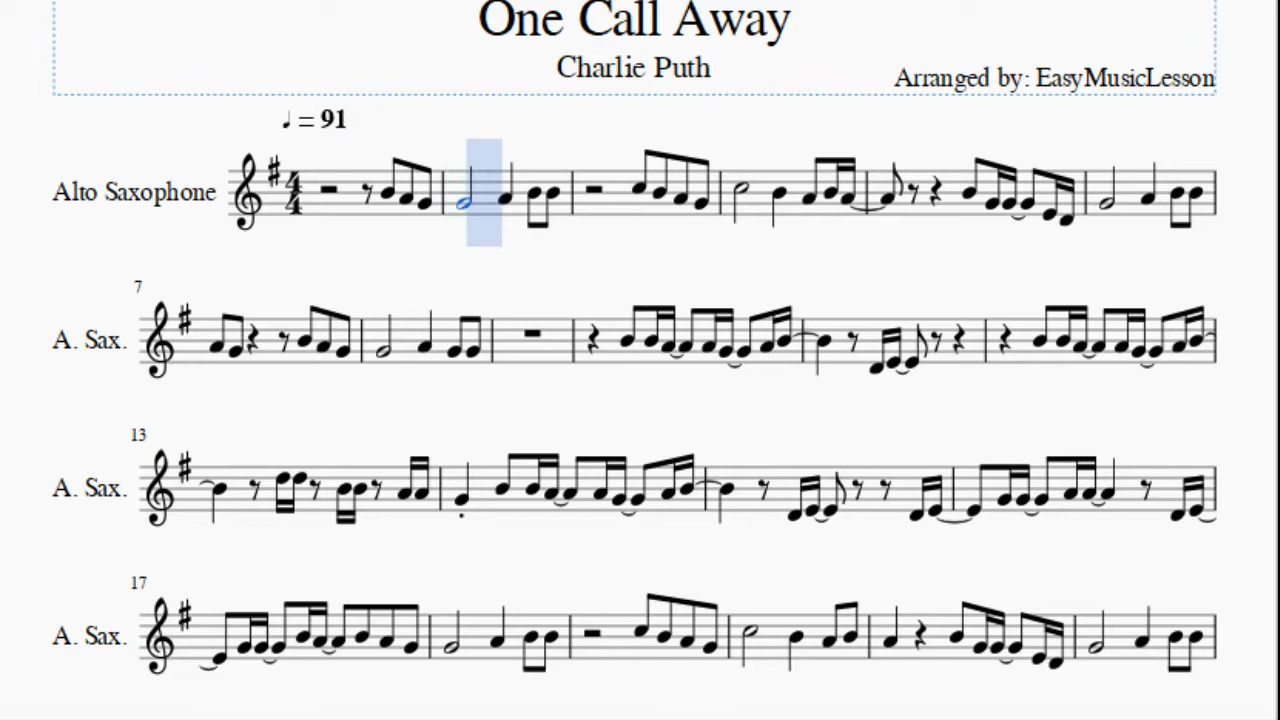 One Call Away
Charlie Puth
Arranged by: EasyMusicLesson
♩ = 91
Alto Saxophone
4
4
7
A. Sax.
13
A. Sax.
17
A. Sax.